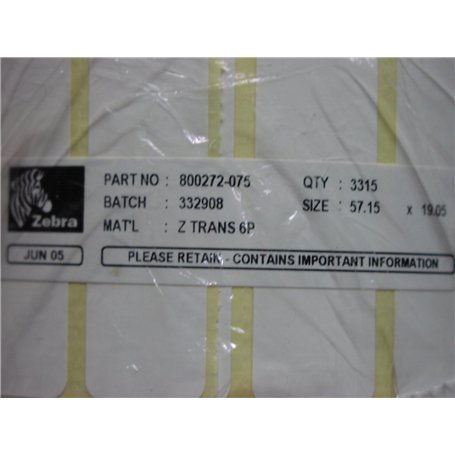 Zebra
PART NO : 800272-075 QTY : 3315
BATCH : 332908 SIZE : 57.15 x 19.05
MAT'L : Z TRANS 6P
JUN 05 PLEASE RETAIN - CONTAINS IMPORTANT INFORMATION